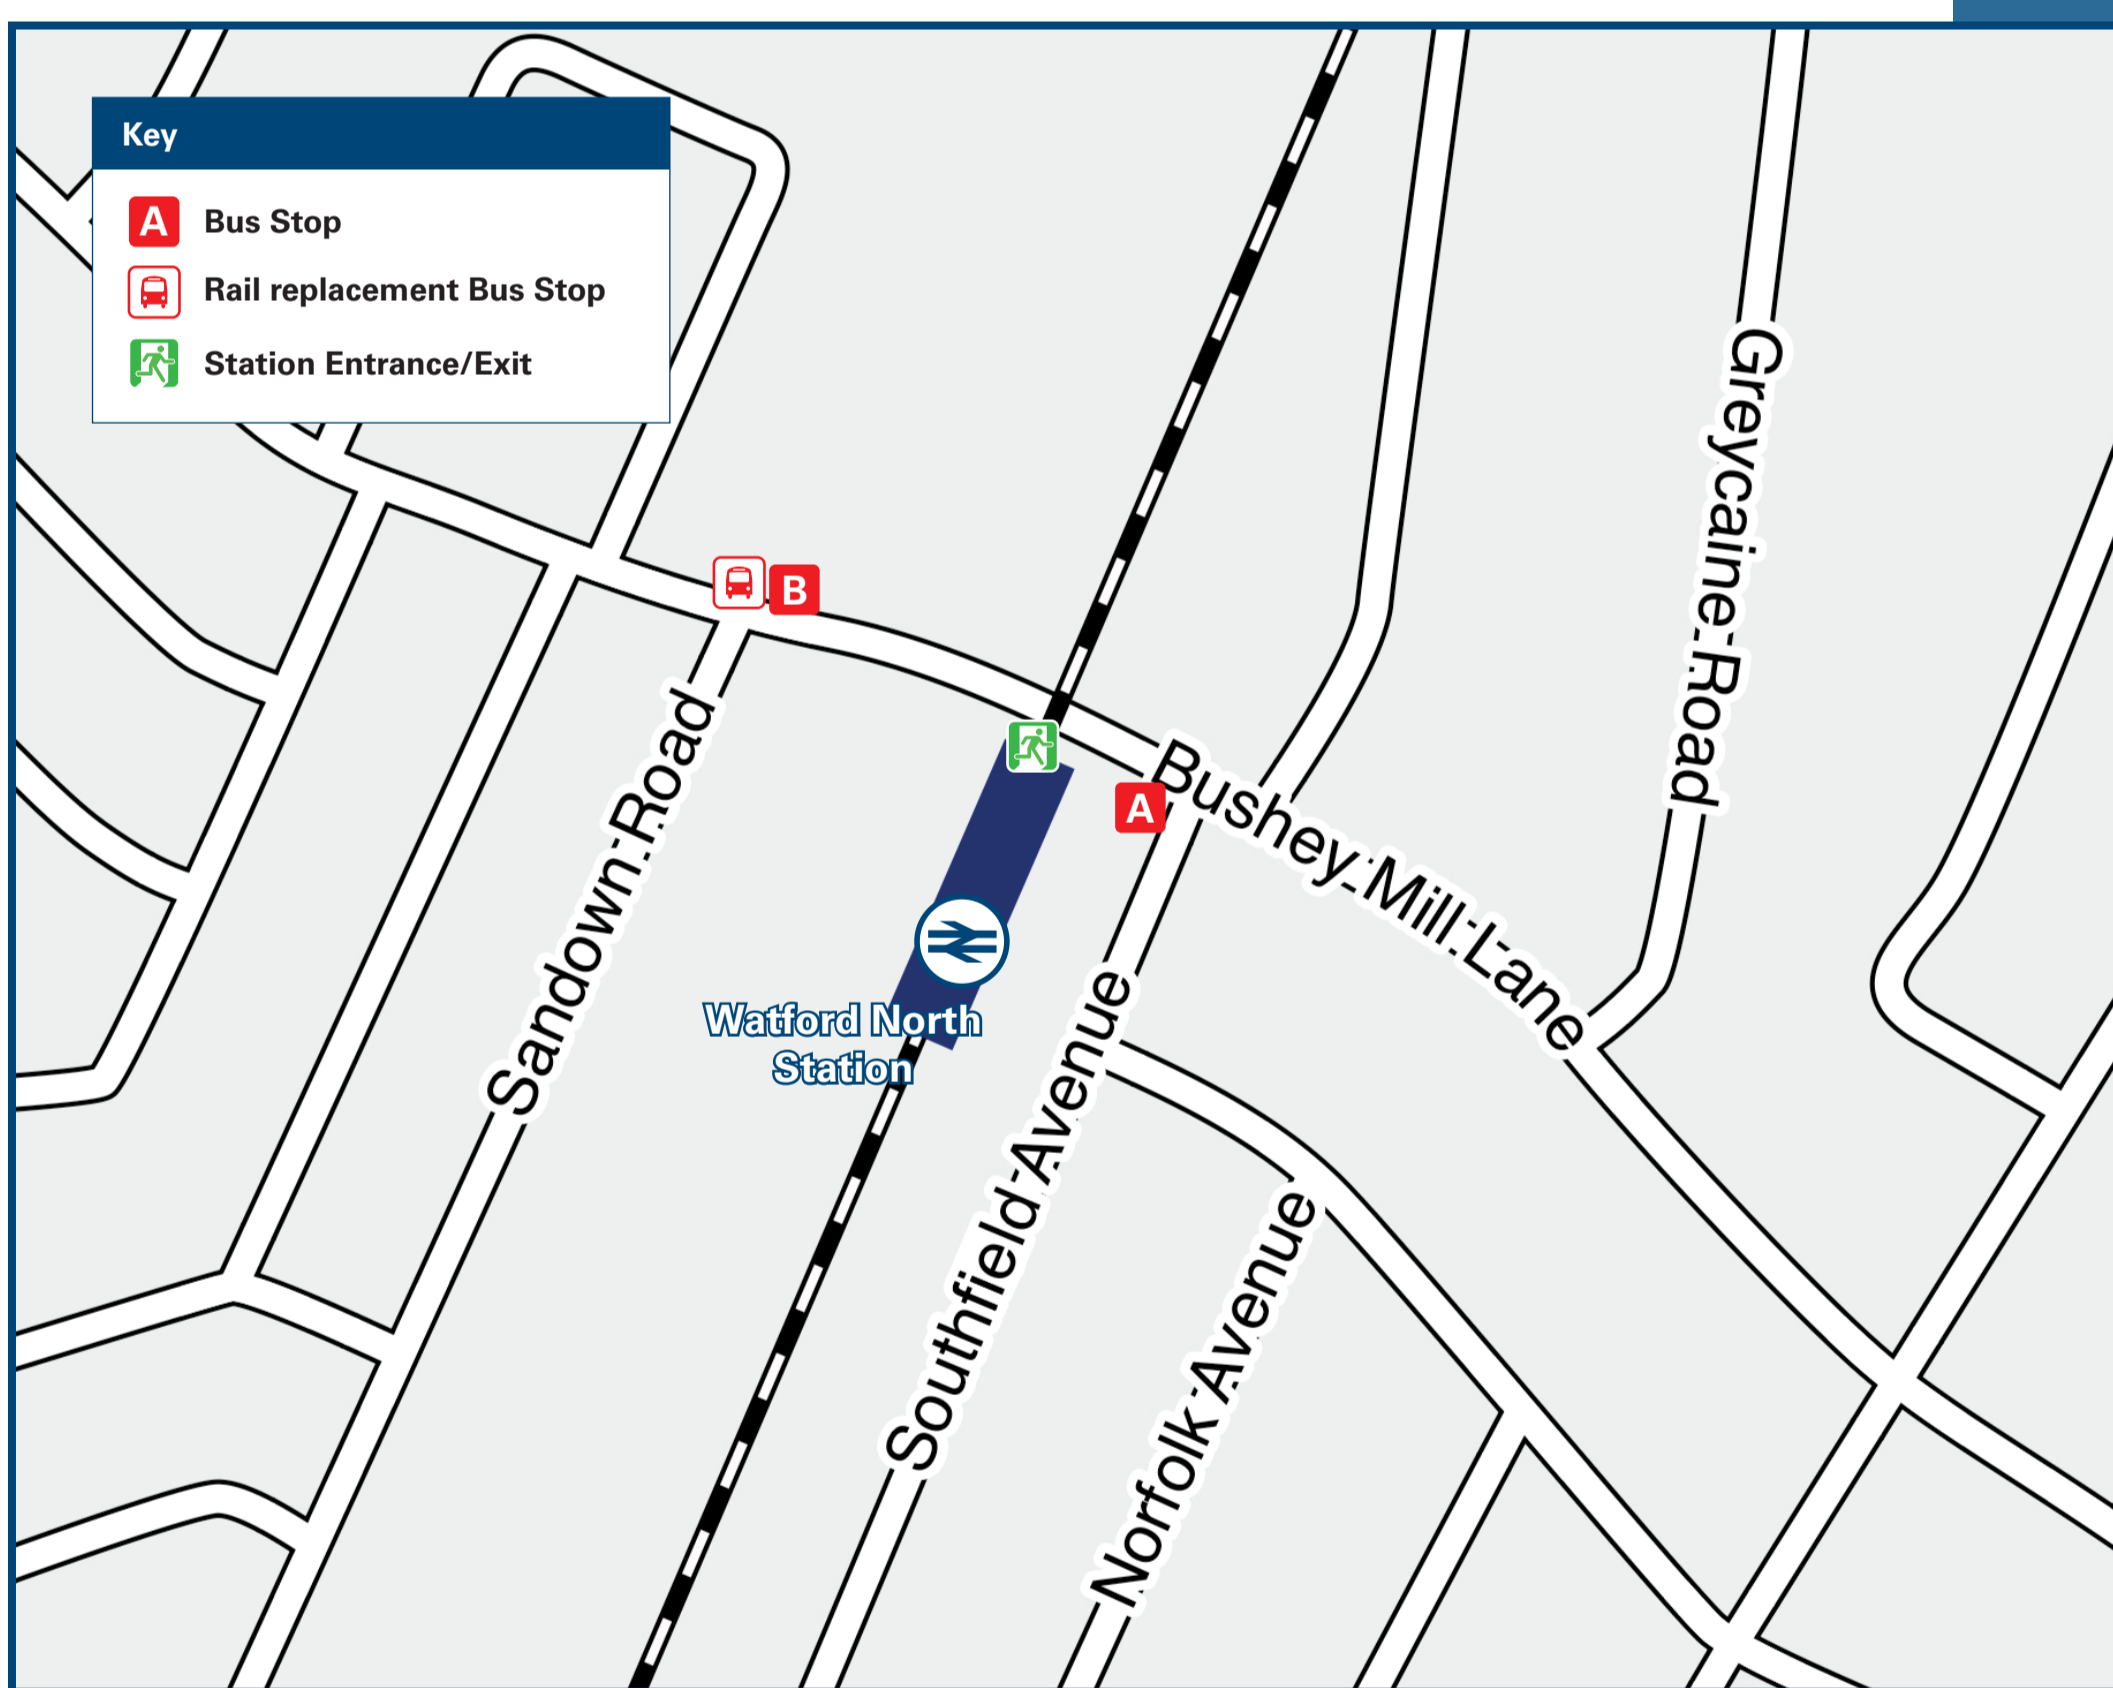 Key
A Bus Stop
Rail replacement Bus Stop
Station Entrance/Exit
B
A
Greycaine Road
Bushey Mill Lane
Sandown Road
Watford North
Station
Southfield Avenue
Norfolk Avenue